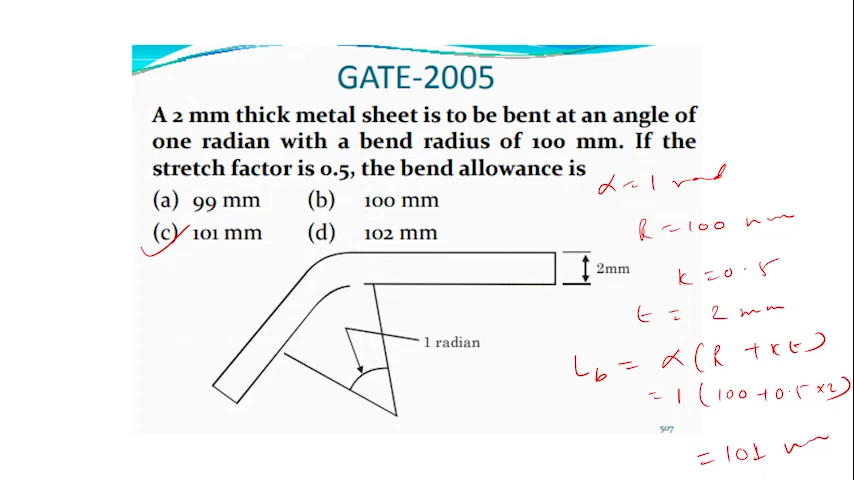 GATE-2005
A 2 mm thick metal sheet is to be bent at an angle of
one radian with a bend radius of 100 mm. If the
stretch factor is 0.5, the bend allowance is
(a) 99 mm (b) 100 mm
(c) 101 mm (d) 102 mm
2mm
1 radian
507
α = 1 rad
R = 100 mm
K = 0.5
t = 2 mm
L_b = α (R + K t)
= 1 (100 + 0.5 × 2)
= 101 mm